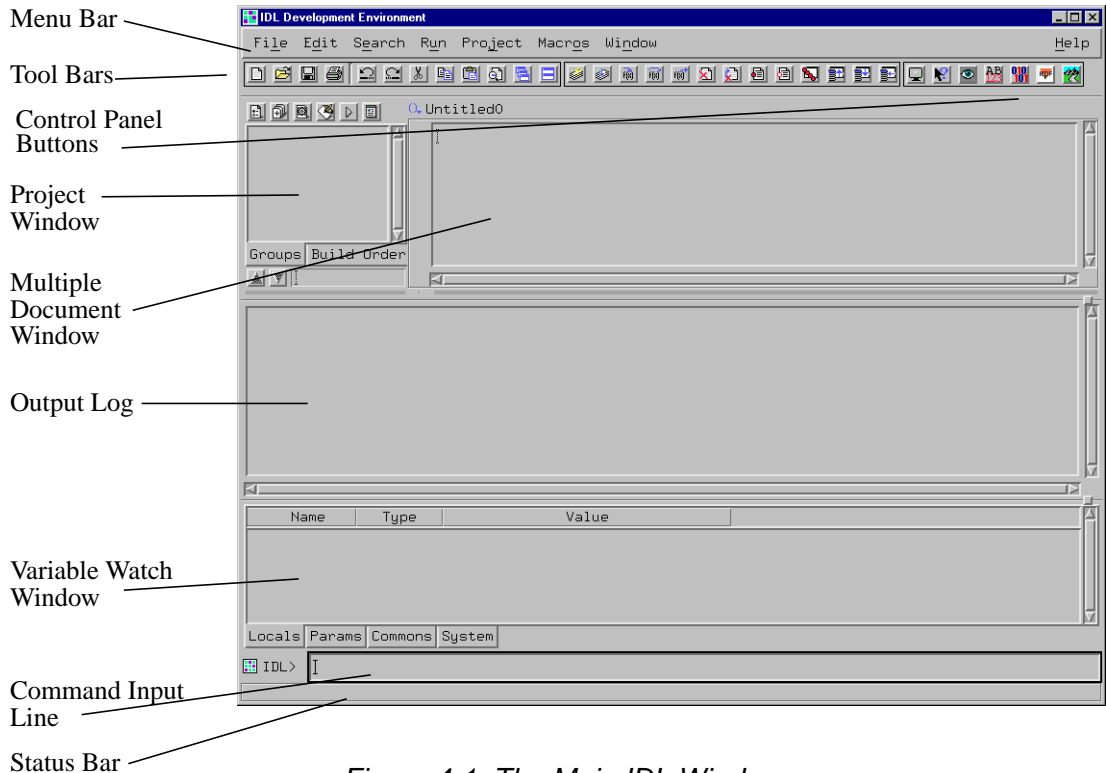 Menu Bar
IDL Development Environment
File Edit Search Run Project Macros Window Help
Tool Bars
Control Panel
Buttons
Untitled0
Project
Window
Groups Build Order
Multiple
Document
Window
Output Log
Name Type Value
Variable Watch
Window
Locals Params Commons System
IDL>
Command Input
Line
Status Bar